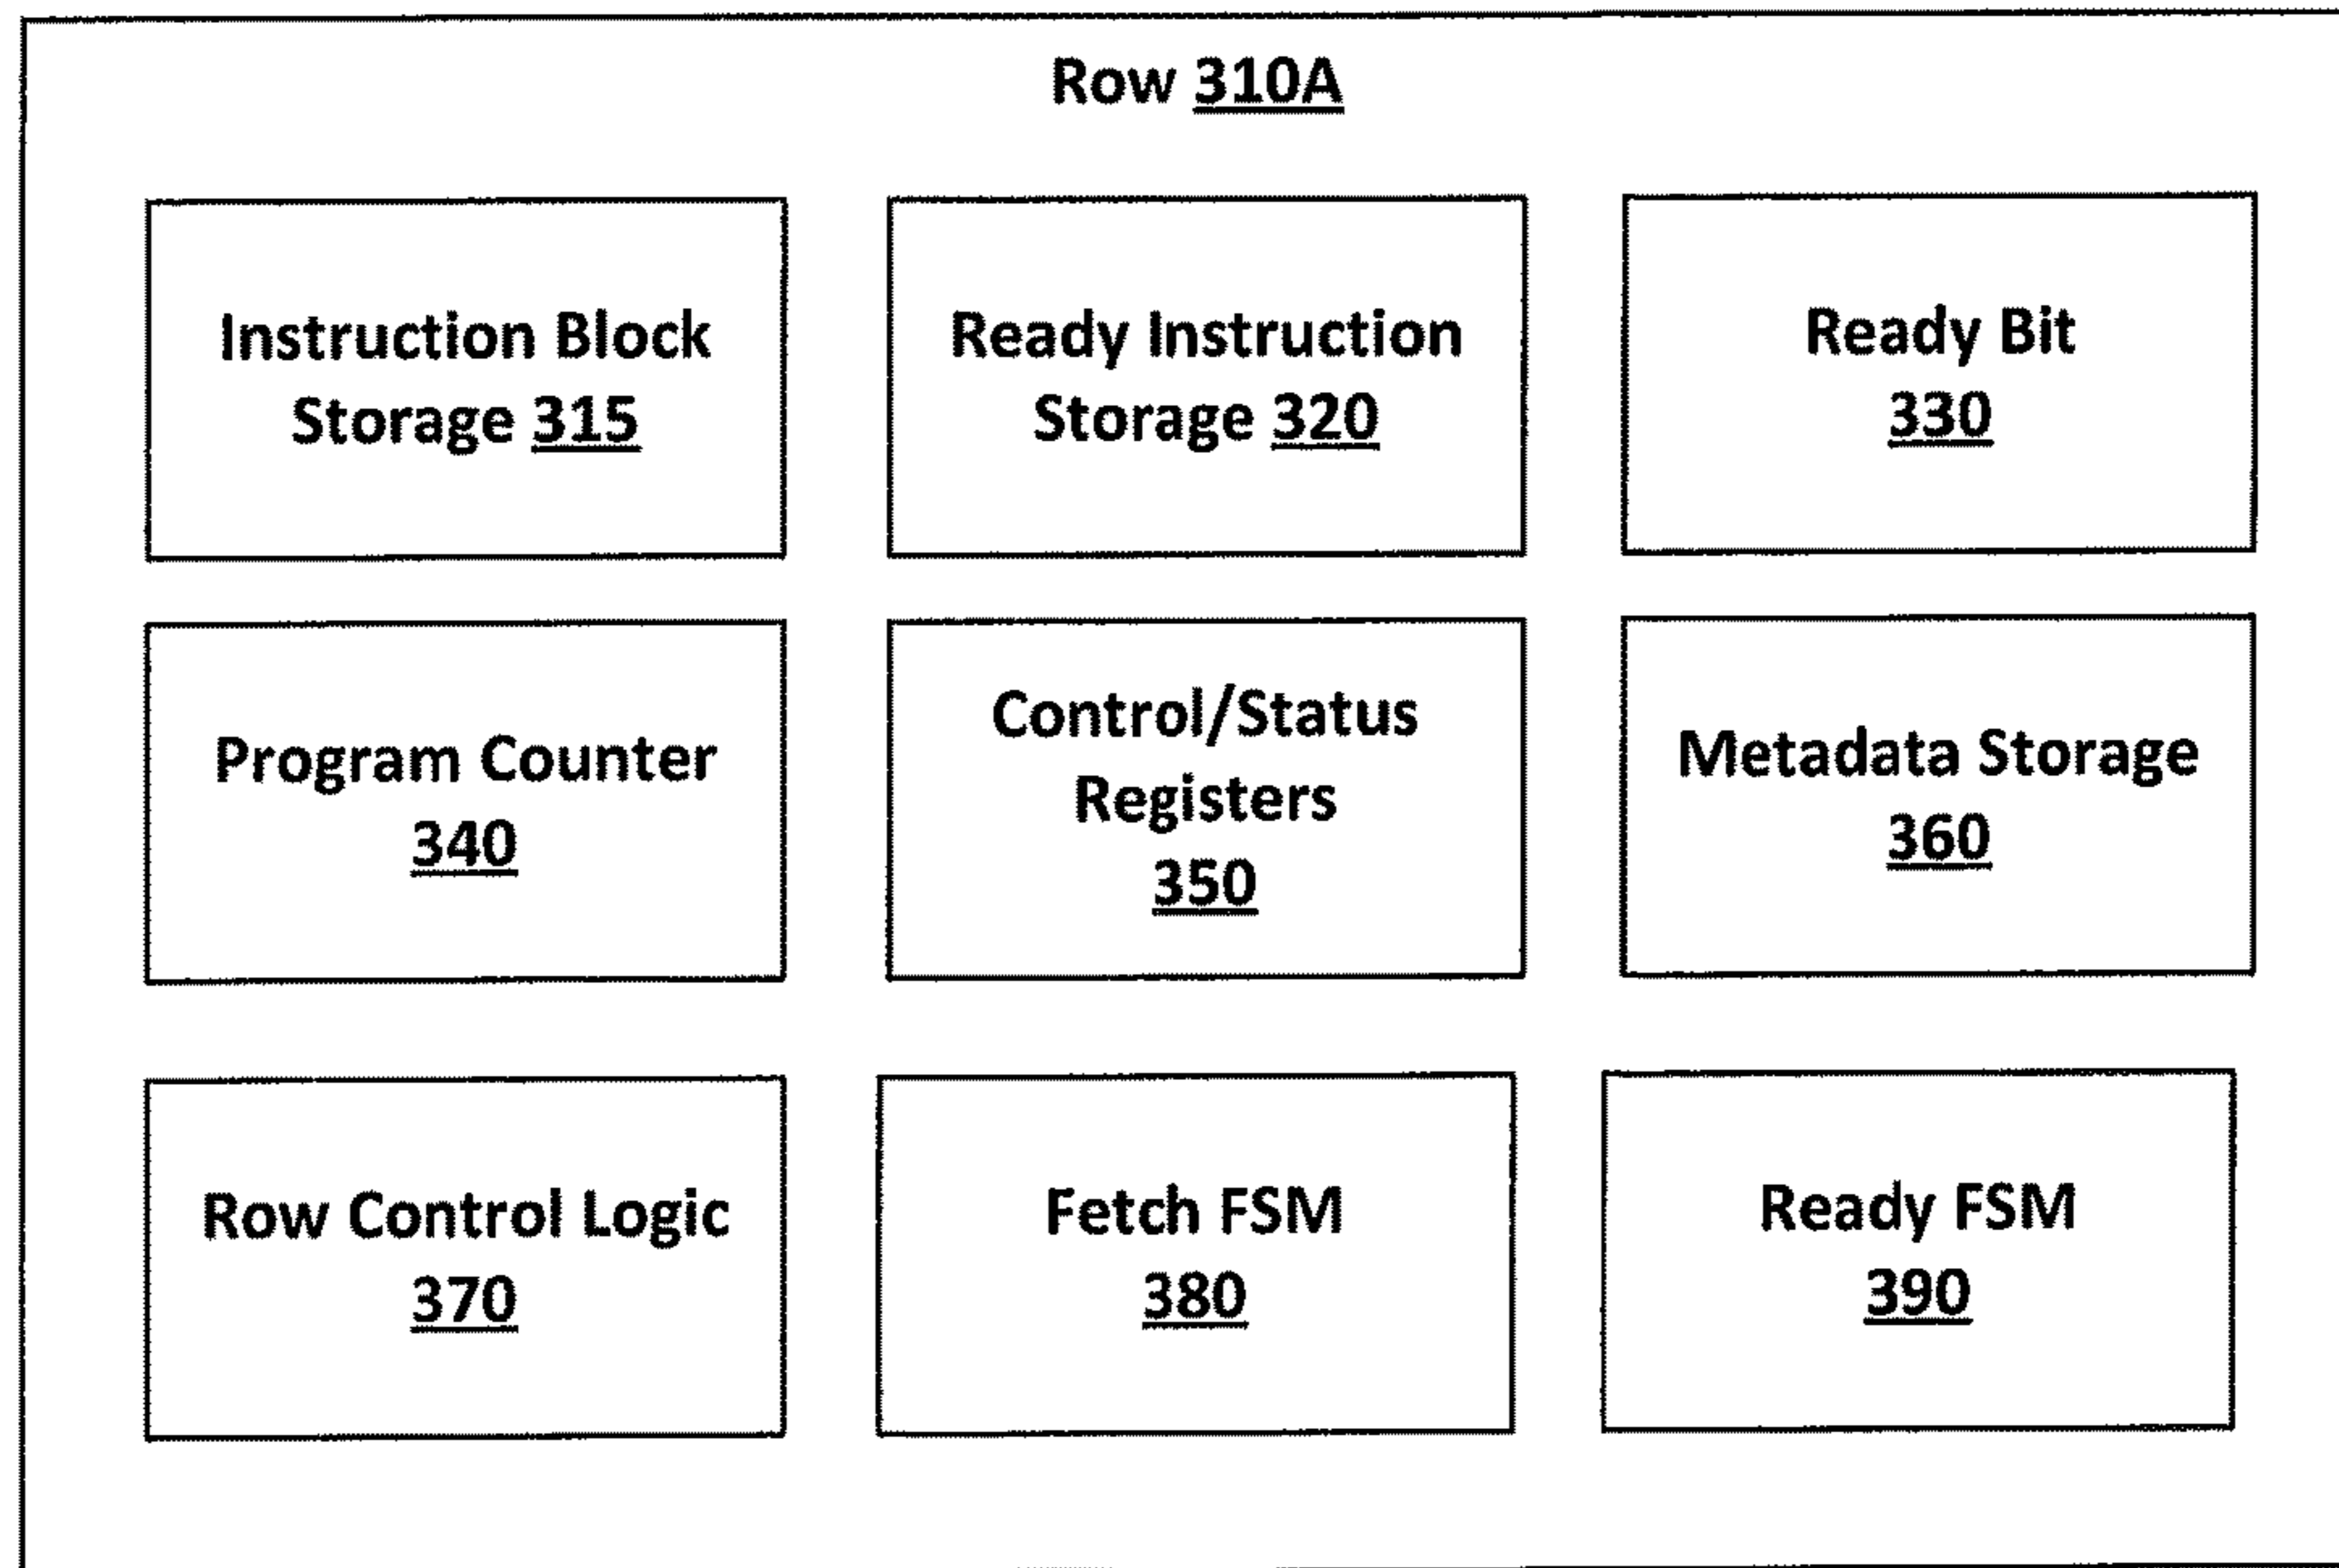 Row 310A
Instruction Block
Storage 315
Ready Instruction
Storage 320
Ready Bit
330
Program Counter
340
Control/Status
Registers
350
Metadata Storage
360
Row Control Logic
370
Fetch FSM
380
Ready FSM
390